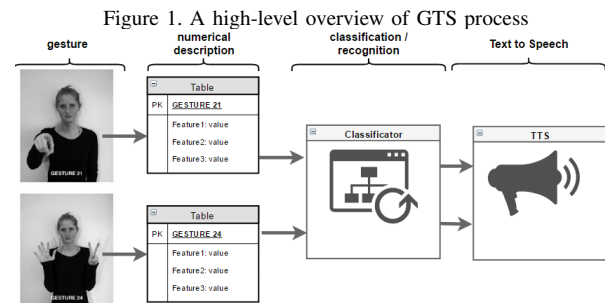 Figure 1. A high-level overview of GTS process
gesture
numerical
description
classification /
recognition
Text to Speech
GESTURE 21
Table
PK GESTURE 21
Feature1: value
Feature2: value
Feature3: value
Classificator
TTS
GESTURE 24
Table
PK GESTURE 24
Feature1: value
Feature2: value
Feature3: value